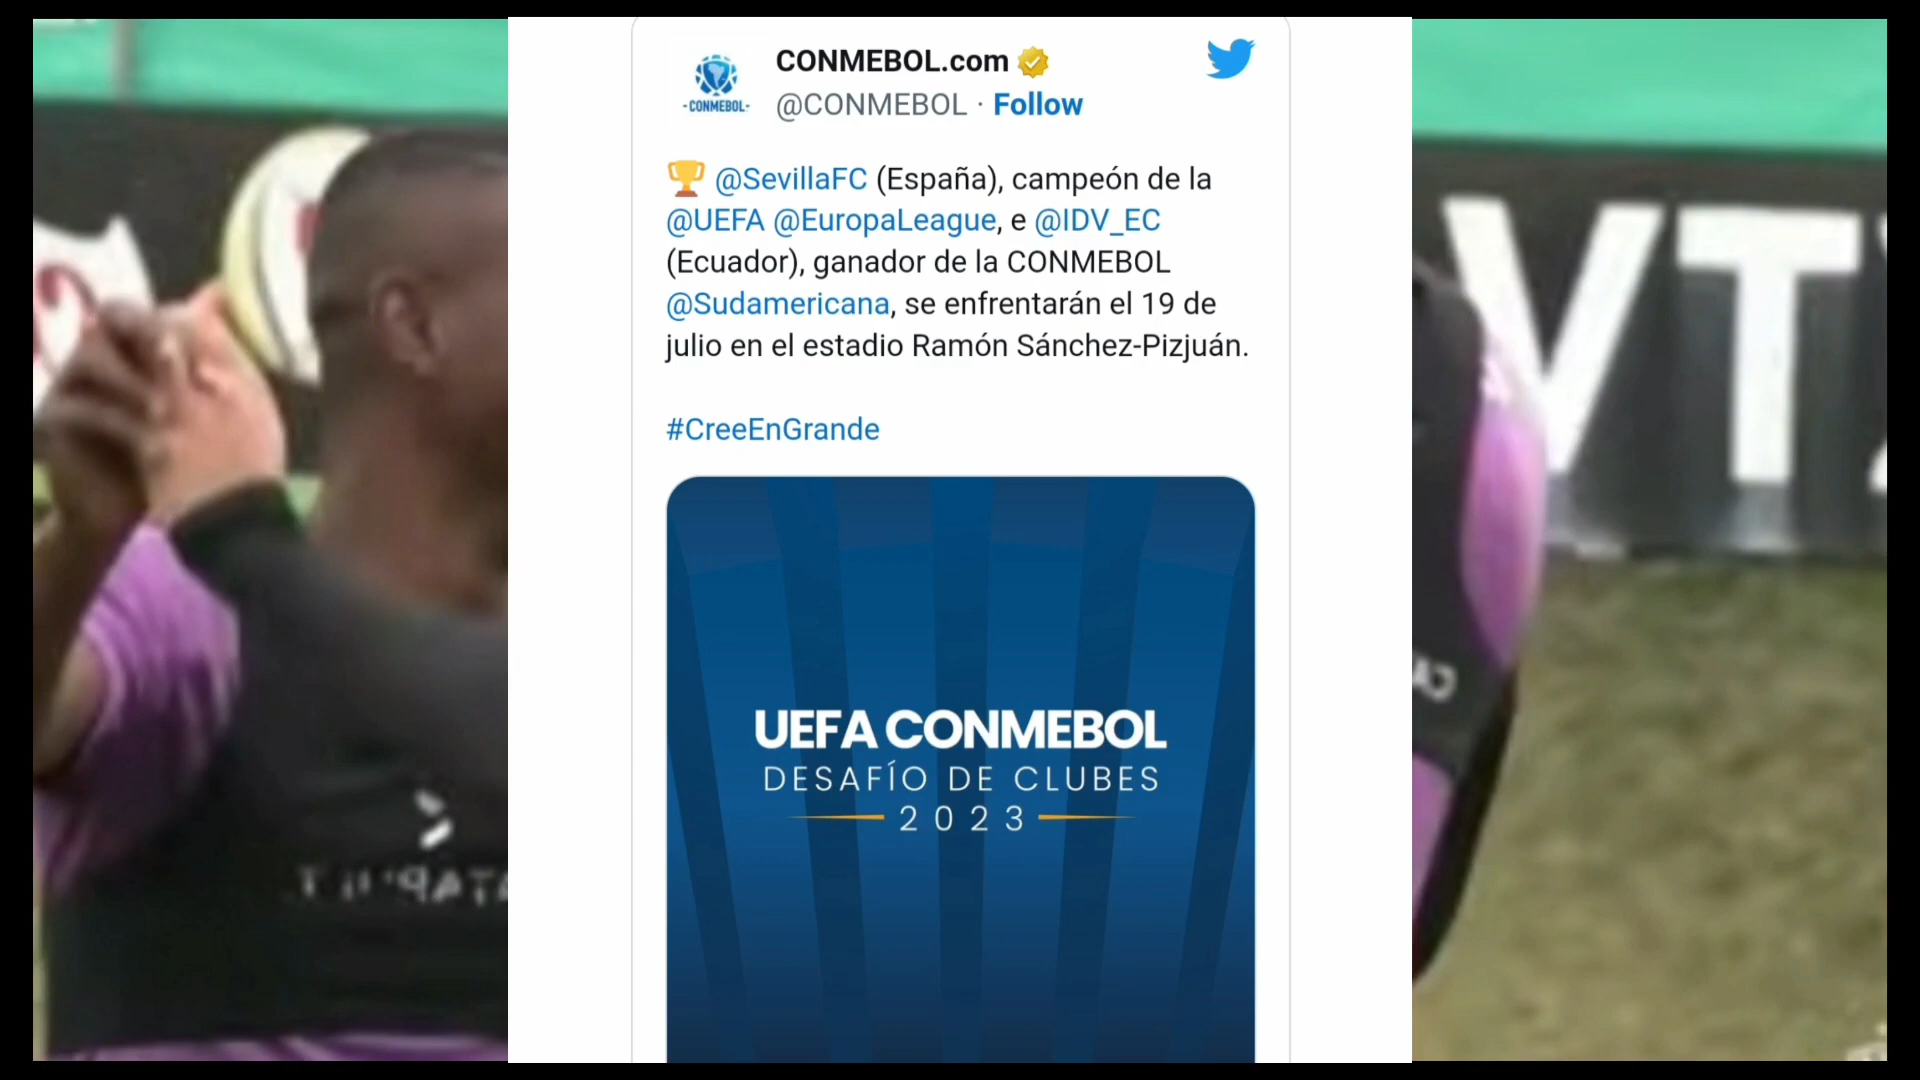 CONMEBOL.com
-CONMEBOL-
@CONMEBOL · Follow
🏆 @SevillaFC (España), campeón de la
@UEFA @EuropaLeague, e @IDV_EC
(Ecuador), ganador de la CONMEBOL
@Sudamericana, se enfrentarán el 19 de
julio en el estadio Ramón Sánchez-Pizjuán.
#CreeEnGrande
UEFA CONMEBOL
DESAFÍO DE CLUBES
2023
VT